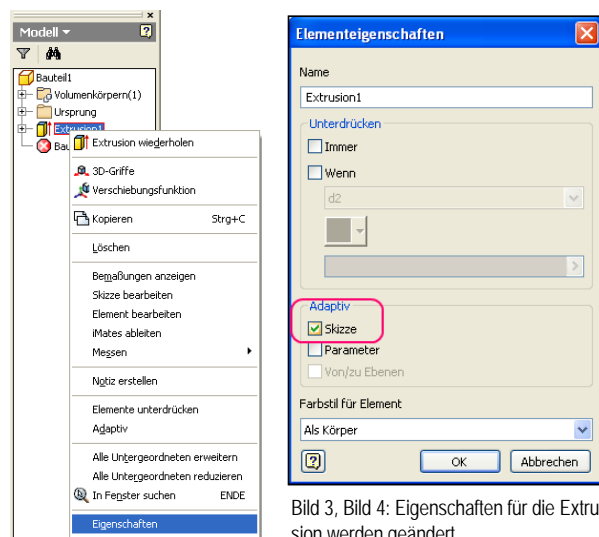 Modell
Bauteil1
Volumenkörpern(1)
Ursprung
Extrusion1
Bau
Extrusion wiederholen
3D-Griffe
Verschiebungsfunktion
Kopieren Strg+C
Löschen
Bemaßungen anzeigen
Skizze bearbeiten
Element bearbeiten
iMates ableiten
Messen
Notiz erstellen
Elemente unterdrücken
Adaptiv
Alle Untergeordneten erweitern
Alle Untergeordneten reduzieren
In Fenster suchen ENDE
Eigenschaften
Elementeigenschaften
Name
Extrusion1
Unterdrücken
Immer
Wenn
d2
Adaptiv
Skizze
Parameter
Von/zu Ebenen
Farbstil für Element
Als Körper
OK Abbrechen
Bild 3, Bild 4: Eigenschaften für die Extru
sion werden geändert